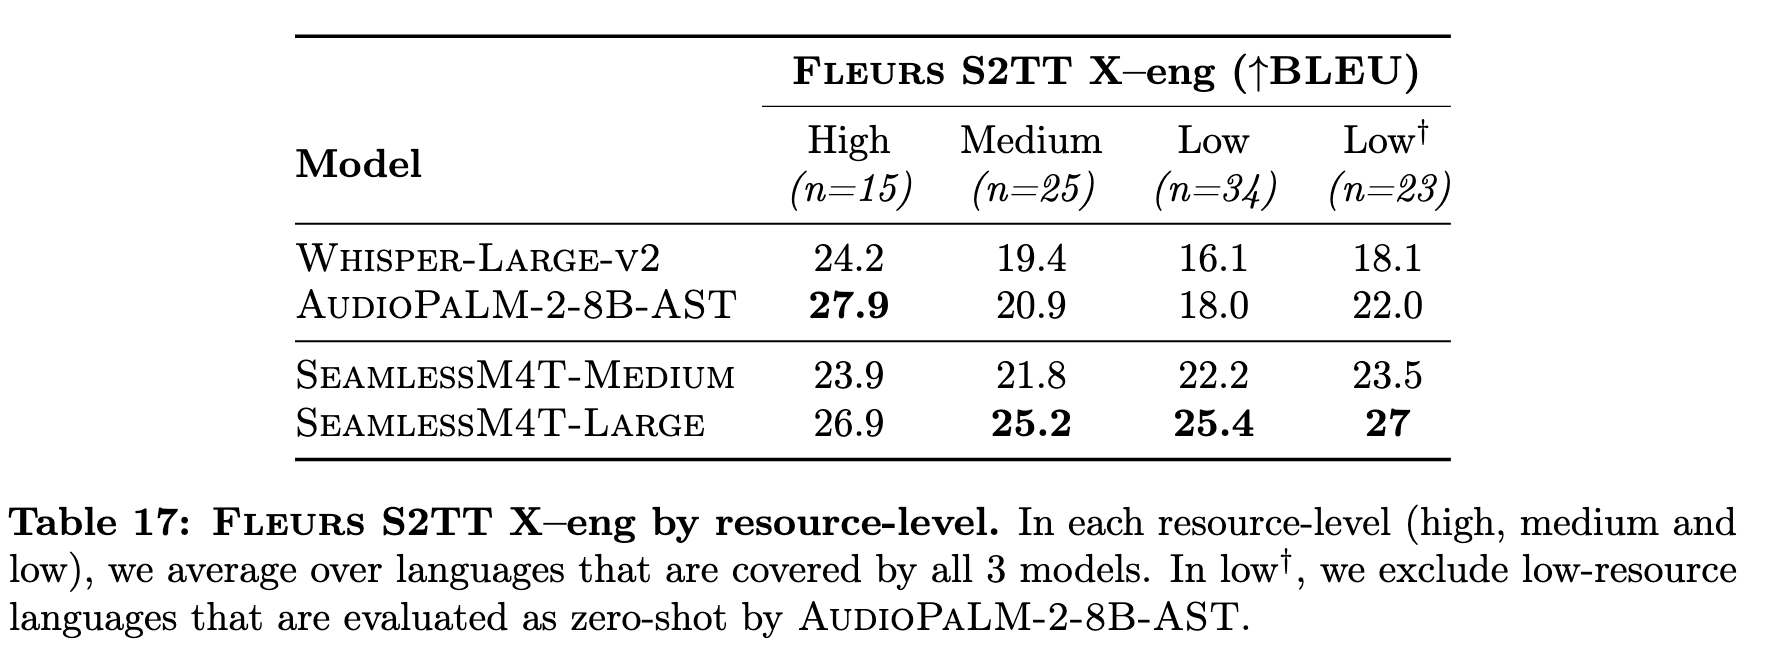 FLEURS S2TT X–eng (↑BLEU)
Model High Medium Low Low†
(n=15) (n=25) (n=34) (n=23)
WHISPER-LARGE-V2 24.2 19.4 16.1 18.1
AUDIOPALM-2-8B-AST 27.9 20.9 18.0 22.0
SEAMLESSM4T-MEDIUM 23.9 21.8 22.2 23.5
SEAMLESSM4T-LARGE 26.9 25.2 25.4 27
Table 17: FLEURS S2TT X–eng by resource-level. In each resource-level (high, medium and
low), we average over languages that are covered by all 3 models. In low†, we exclude low-resource
languages that are evaluated as zero-shot by AUDIOPALM-2-8B-AST.